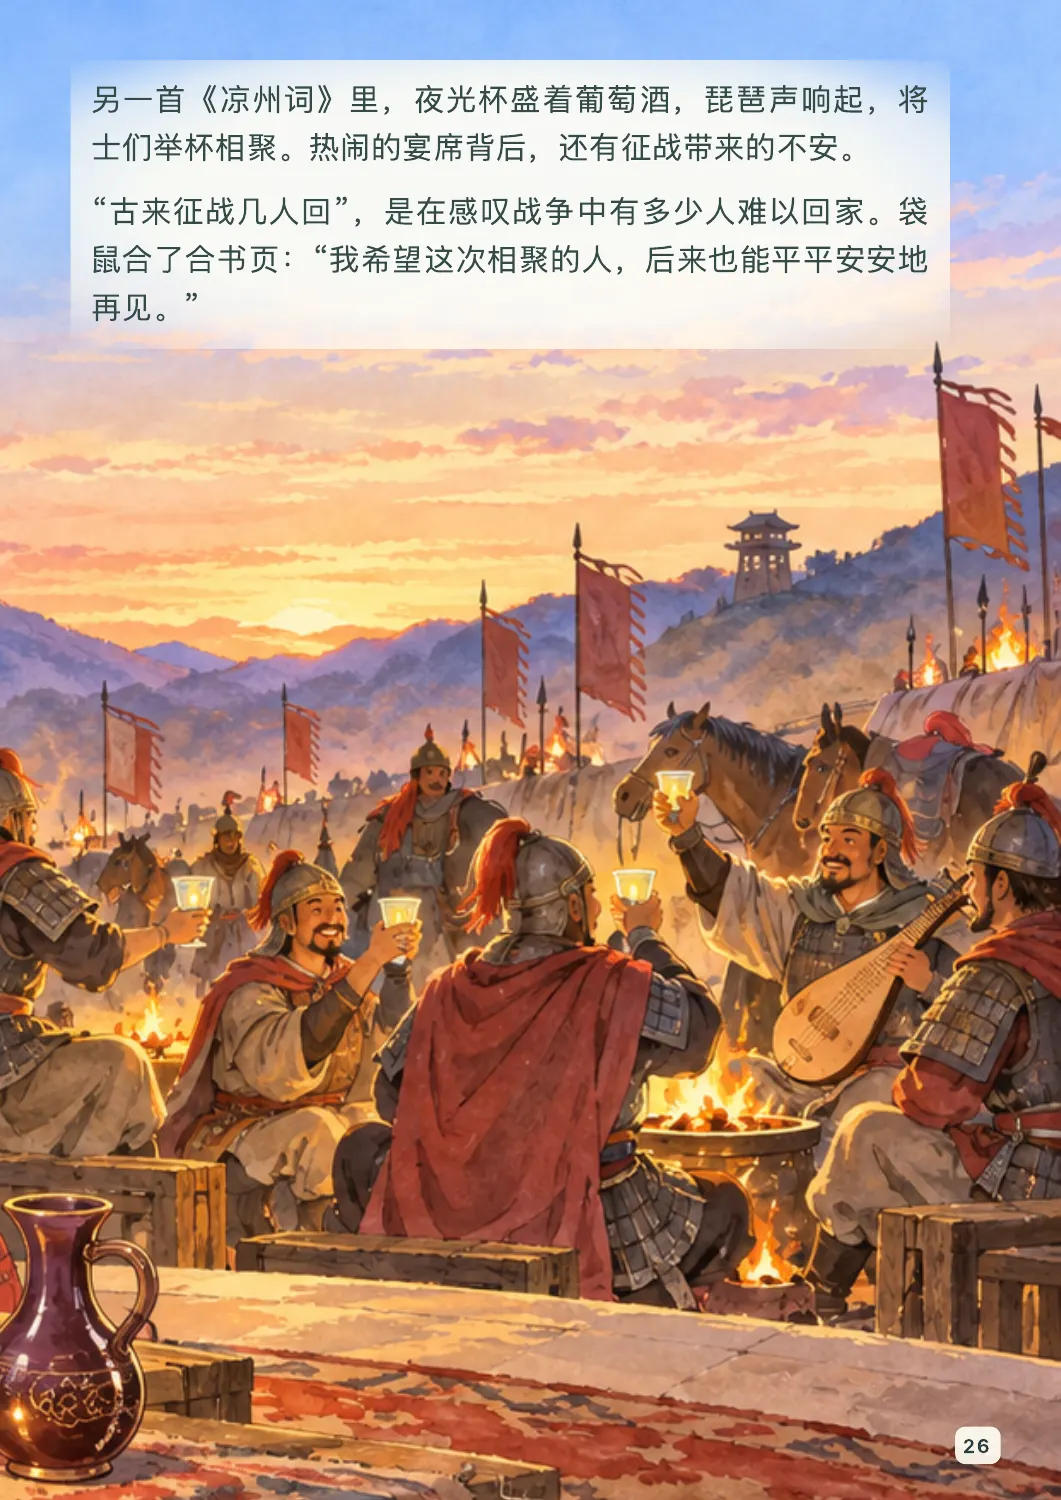 另一首《凉州词》里，夜光杯盛着葡萄酒，琵琶声响起，将
士们举杯相聚。热闹的宴席背后，还有征战带来的不安。
“古来征战几人回”，是在感叹战争中有多少人难以回家。袋
鼠合了合书页：“我希望这次相聚的人，后来也能平平安安地
再见。”
26